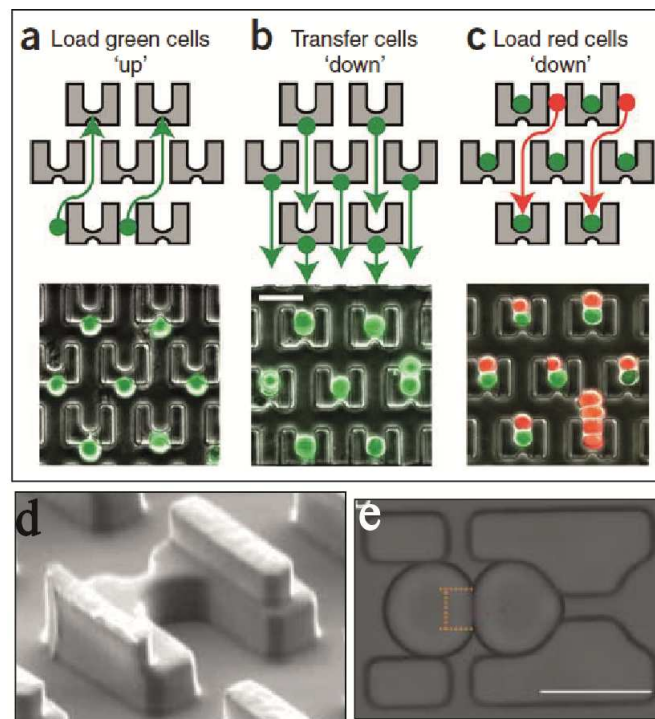 a Load green cells
'up'
b Transfer cells
'down'
c Load red cells
'down'
d
e